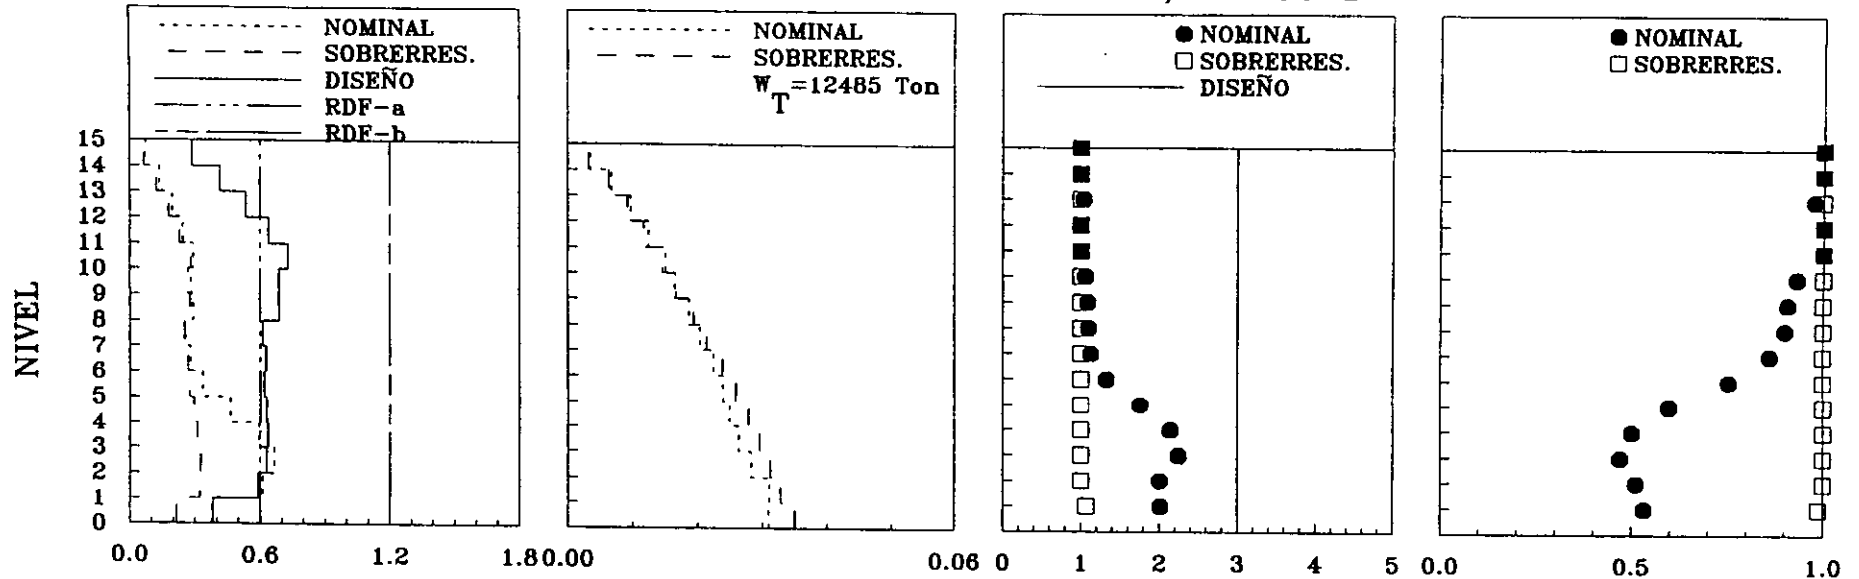 NOMINAL
SOBRERRES.
DISEÑO
RDF-a
RDF-b
NOMINAL
SOBRERRES.
W_T=12485 Ton
NOMINAL
SOBRERRES.
DISEÑO
NOMINAL
SOBRERRES.
NIVEL
15
14
13
12
11
10
9
8
7
6
5
4
3
2
1
0
0.0 0.6 1.2 1.8
0.00 0.06
0 1 2 3 4 5
0.0 0.5 1.0